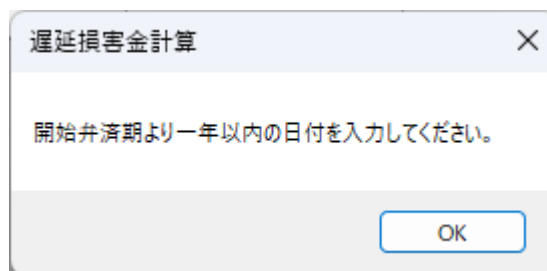 遅延損害金計算
開始弁済期より一年以内の日付を入力してください。
OK